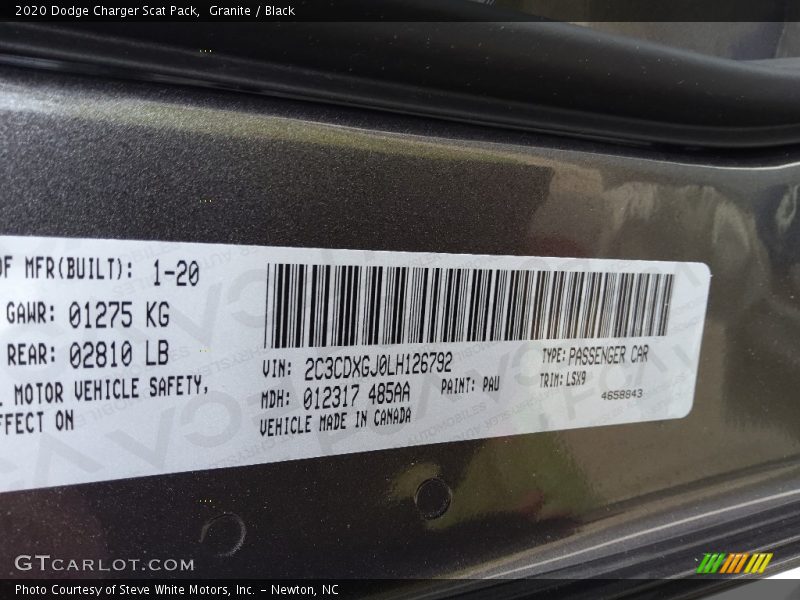 2020 Dodge Charger Scat Pack, Granite / Black
OF MFR(BUILT): 1-20
GAWR: 01275 KG
REAR: 02810 LB
MOTOR VEHICLE SAFETY,
ON
VIN: 2C3CDXGJ0LH126792
MDH: 012317 485AA
PAINT: PAU
VEHICLE MADE IN CANADA
TYPE: PASSENGER CAR
TRIM: LSX9
4658843
GTCARLOT.COM
Photo Courtesy of Steve White Motors, Inc. – Newton, NC